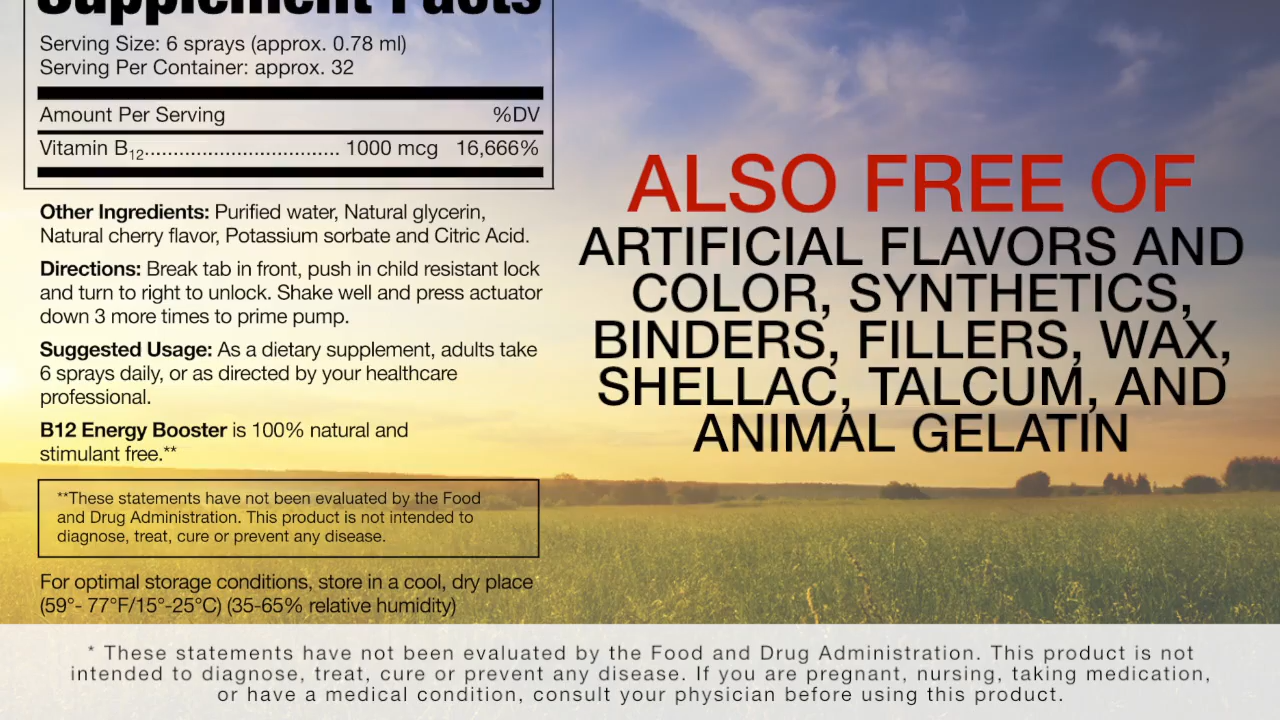 Supplement Facts
Serving Size: 6 sprays (approx. 0.78 ml)
Serving Per Container: approx. 32
Amount Per Serving %DV
Vitamin B12.................................. 1000 mcg 16,666%
Other Ingredients: Purified water, Natural glycerin,
Natural cherry flavor, Potassium sorbate and Citric Acid.
Directions: Break tab in front, push in child resistant lock
and turn to right to unlock. Shake well and press actuator
down 3 more times to prime pump.
Suggested Usage: As a dietary supplement, adults take
6 sprays daily, or as directed by your healthcare
professional.
B12 Energy Booster is 100% natural and
stimulant free.**
**These statements have not been evaluated by the Food
and Drug Administration. This product is not intended to
diagnose, treat, cure or prevent any disease.
For optimal storage conditions, store in a cool, dry place
(59°- 77°F/15°-25°C) (35-65% relative humidity)
ALSO FREE OF
ARTIFICIAL FLAVORS AND
COLOR, SYNTHETICS,
BINDERS, FILLERS, WAX,
SHELLAC, TALCUM, AND
ANIMAL GELATIN
* These statements have not been evaluated by the Food and Drug Administration. This product is not
intended to diagnose, treat, cure or prevent any disease. If you are pregnant, nursing, taking medication,
or have a medical condition, consult your physician before using this product.